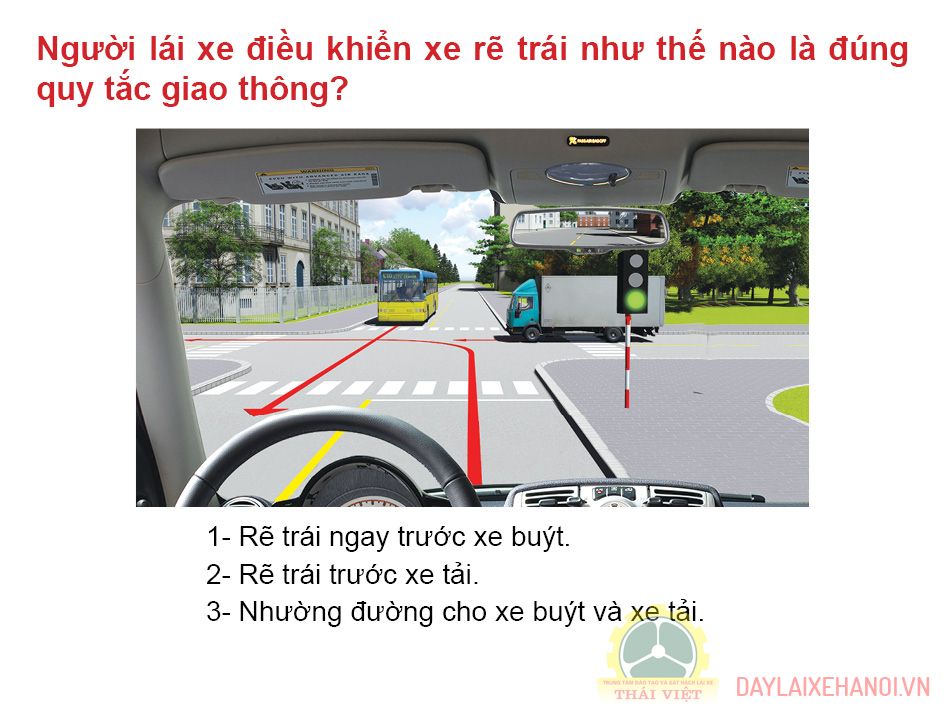 Người lái xe điều khiển xe rẽ trái như thế nào là đúng
quy tắc giao thông?
WARNING
1- Rẽ trái ngay trước xe buýt.
2- Rẽ trái trước xe tải.
3- Nhường đường cho xe buýt và xe tải.
TRUNG TÂM ĐÀO TẠO VÀ SÁT HẠCH LÁI XE
THÁI VIỆT
DAYLAIXEHANOI.VN